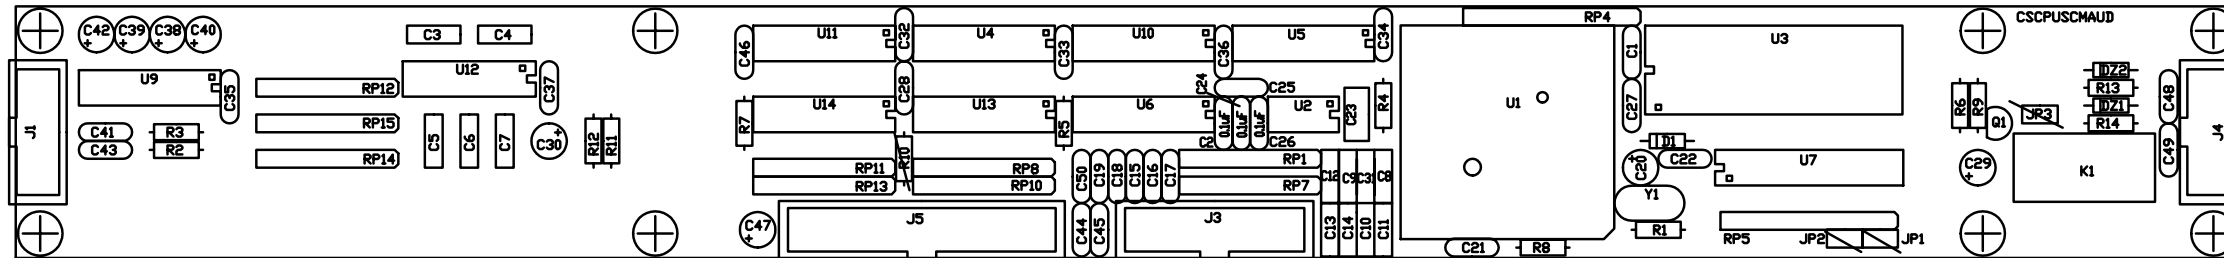 C42 C39 C38 C40
C3 C4
U11
C32
U4
U10
U5
C34
RP4
U3
CSCPUSCMAUD
C46
C33
C36
C1
U9
U12
C37
C35
RP12
C28
C24
C25
DZ2
R13
C48
J1
RP15
U14
U13
U6
0.1uF 0.1uF 0.1uF
U2
C23
R4
U1
C27
R6 R9
Q1
JR3
DZ1
R14
C41 R3
C43 R2
RP14
C5 C6 C7
C30
R12 R11
R7
R10
R5
C2
C26
D1
C20
C22
U7
C29
K1
C49
J4
RP11 RP8
RP13 RP10
C50 C19 C18 C15 C16 C17
RP1
RP7
C12 C9 C31 C8
Y1
C47
J5
C44 C45
J3
C13 C14 C10 C11
C21 R8
R1
RP5 JP2 JP1